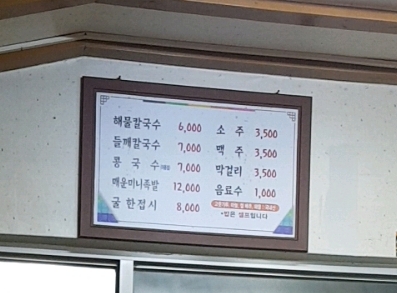 해물칼국수 6,000
들깨칼국수 7,000
콩 국 수 7,000
매운미니족발 12,000
굴 한접시 8,000
소 주 3,500
맥 주 3,500
막걸리 3,500
음료수 1,000
*밥은 셀프입니다